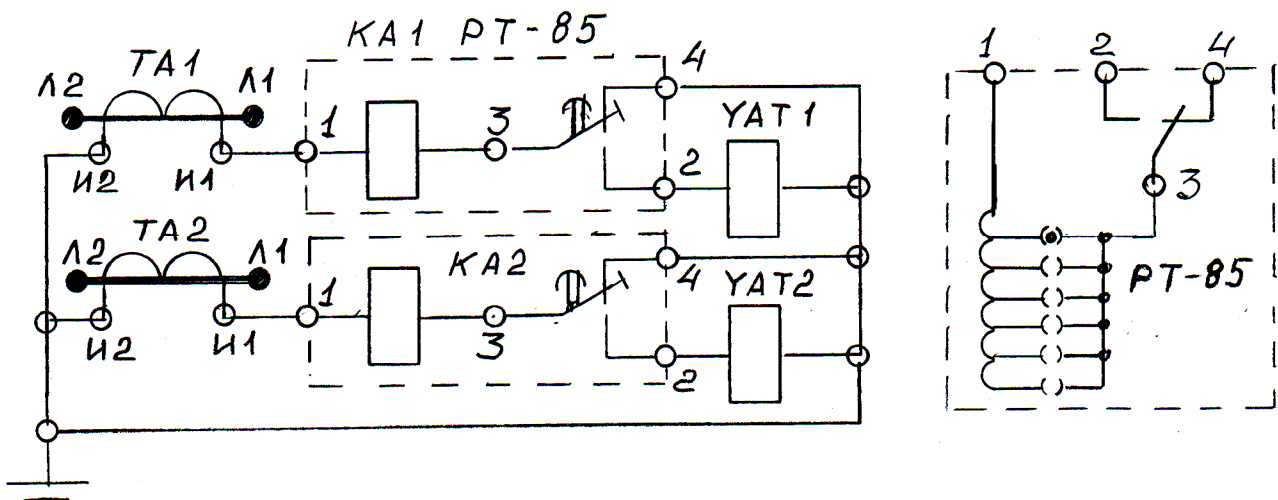 КА1 РТ-85
ТА1
Л2 Л1
И2 И1
1 3 4
2
YAT1
ТА2
Л2 Л1
И2 И1
КА2
1 3 4
2
YAT2
1 2 4
3
РТ-85